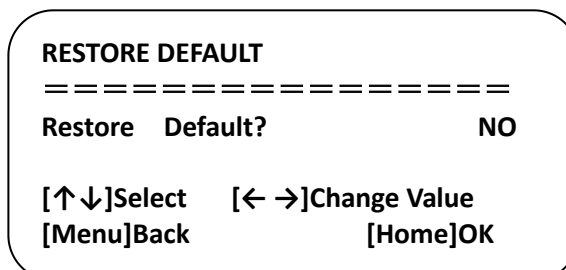 RESTORE DEFAULT
================
Restore Default? NO
[↑↓]Select [← →]Change Value
[Menu]Back [Home]OK